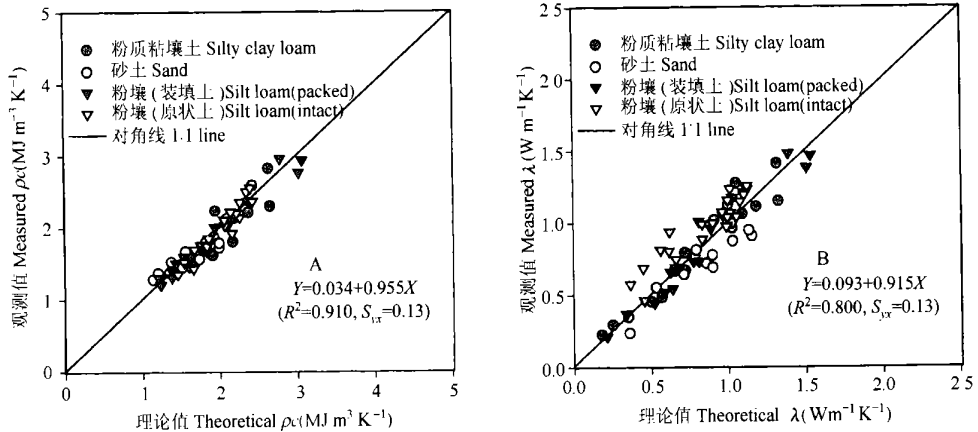 5
4
3
2
1
0
观测值 Measured ρc(MJ m⁻³ K⁻¹)
粉质粘壤土 Silty clay loam
砂土 Sand
粉壤(装填上)Silt loam(packed)
粉壤(原状上)Silt loam(intact)
对角线 1.1 line
A
Y=0.034+0.955X
(R²=0.910, Syx=0.13)
0 1 2 3 4 5
理论值 Theoretical ρc(MJ m³ K⁻¹)
2.5
2.0
1.5
1.0
0.5
0.0
观测值 Measured λ(W m⁻¹ K⁻¹)
粉质粘壤土 Silty clay loam
砂土 Sand
粉壤(装填上)Silt loam(packed)
粉壤(原状上)Silt loam(intact)
对角线 1'1 line
B
Y=0.093+0.915X
(R²=0.800, Syx=0.13)
0.0 0.5 1.0 1.5 2.0 2.5
理论值 Theoretical λ(Wm⁻¹ K⁻¹)